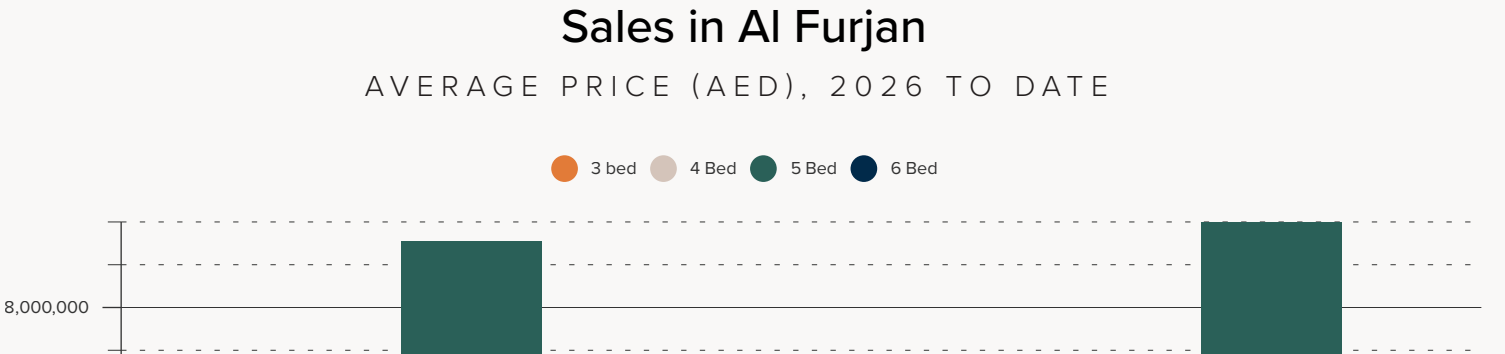 Sales in Al Furjan
AVERAGE PRICE (AED), 2026 TO DATE
3 bed 4 Bed 5 Bed 6 Bed
8,000,000